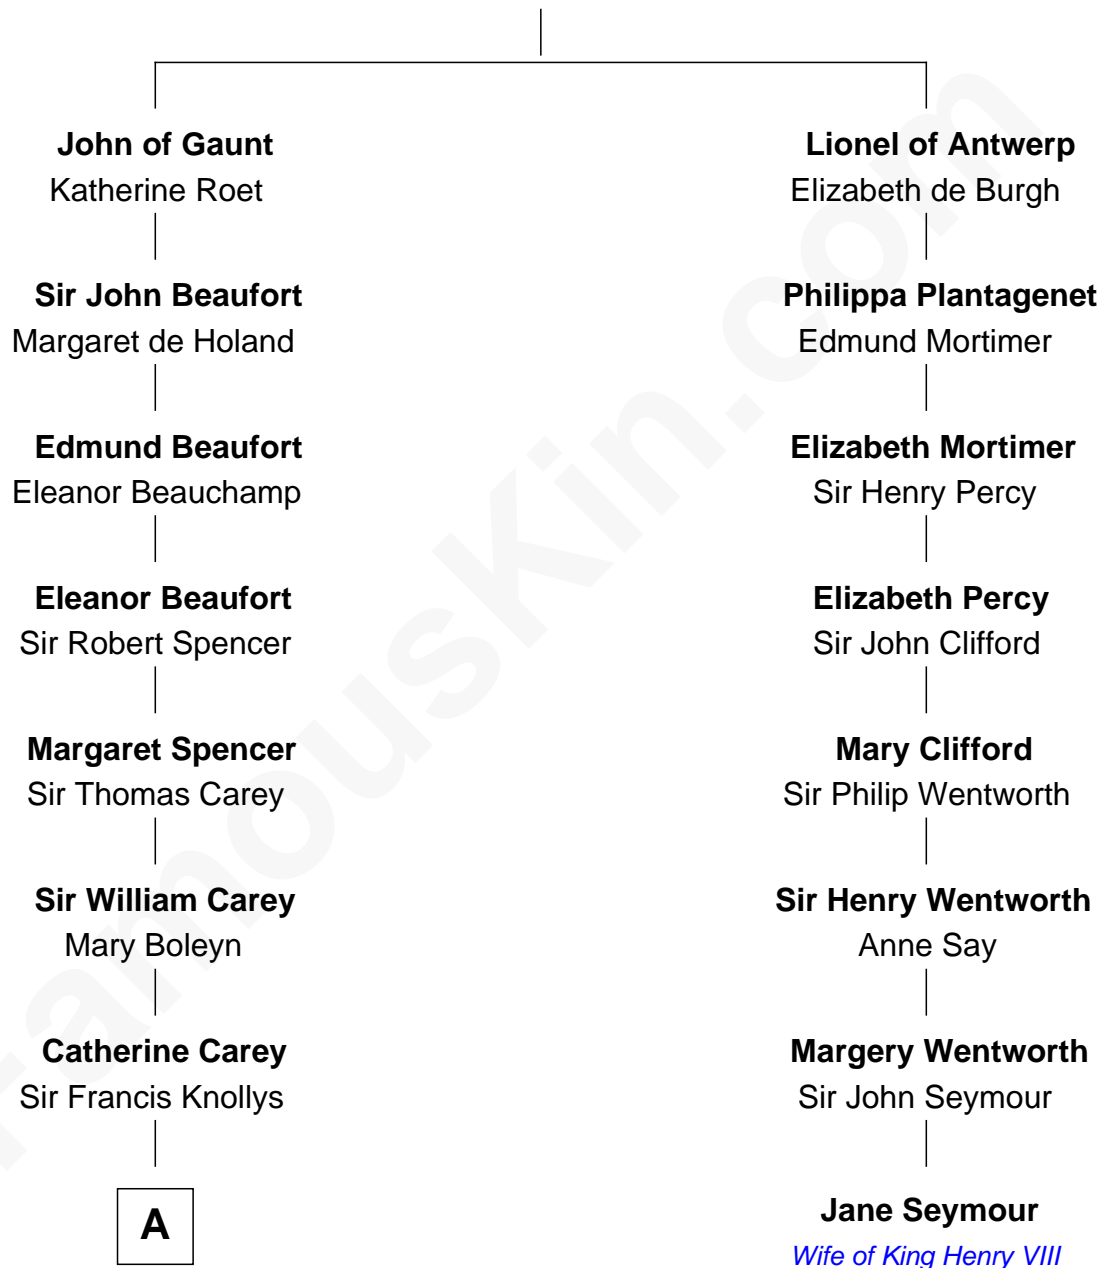 John of Gaunt
Katherine Roet
Lionel of Antwerp
Elizabeth de Burgh
Sir John Beaufort
Margaret de Holand
Philippa Plantagenet
Edmund Mortimer
Edmund Beaufort
Eleanor Beauchamp
Elizabeth Mortimer
Sir Henry Percy
Eleanor Beaufort
Sir Robert Spencer
Elizabeth Percy
Sir John Clifford
Margaret Spencer
Sir Thomas Carey
Mary Clifford
Sir Philip Wentworth
Sir William Carey
Mary Boleyn
Sir Henry Wentworth
Anne Say
Catherine Carey
Sir Francis Knollys
Margery Wentworth
Sir John Seymour
A
Jane Seymour
Wife of King Henry VIII
FamousKin.com